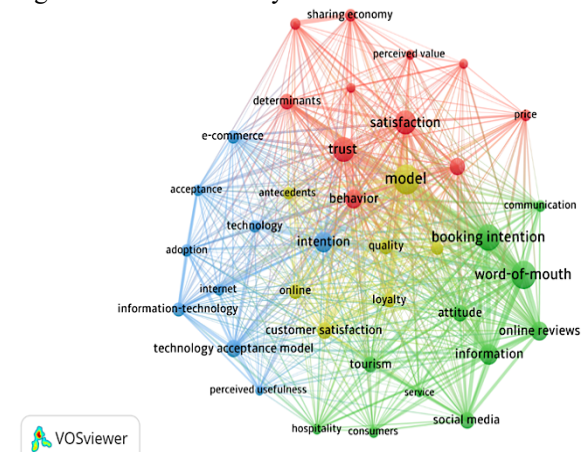 sharing economy
perceived value
determinants
satisfaction
price
e-commerce
trust
model
acceptance
antecedents
behavior
communication
technology
intention
quality
booking intention
adoption
word-of-mouth
internet
online
loyalty
information-technology
attitude
customer satisfaction
online reviews
technology acceptance model
information
tourism
perceived usefulness
service
social media
hospitality
consumers
VOSviewer